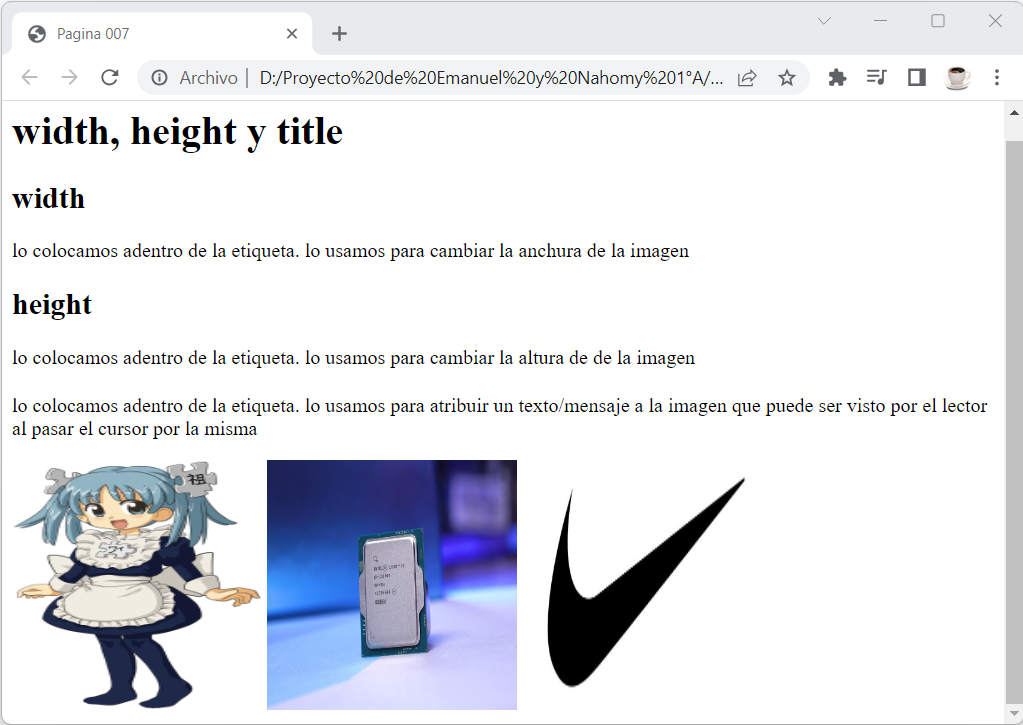 Pagina 007
Archivo | D:/Proyecto%20de%20Emanuel%20y%20Nahomy%201°A/...
width, height y title
width
lo colocamos adentro de la etiqueta. lo usamos para cambiar la anchura de la imagen
height
lo colocamos adentro de la etiqueta. lo usamos para cambiar la altura de de la imagen
lo colocamos adentro de la etiqueta. lo usamos para atribuir un texto/mensaje a la imagen que puede ser visto por el lector
al pasar el cursor por la misma
祖